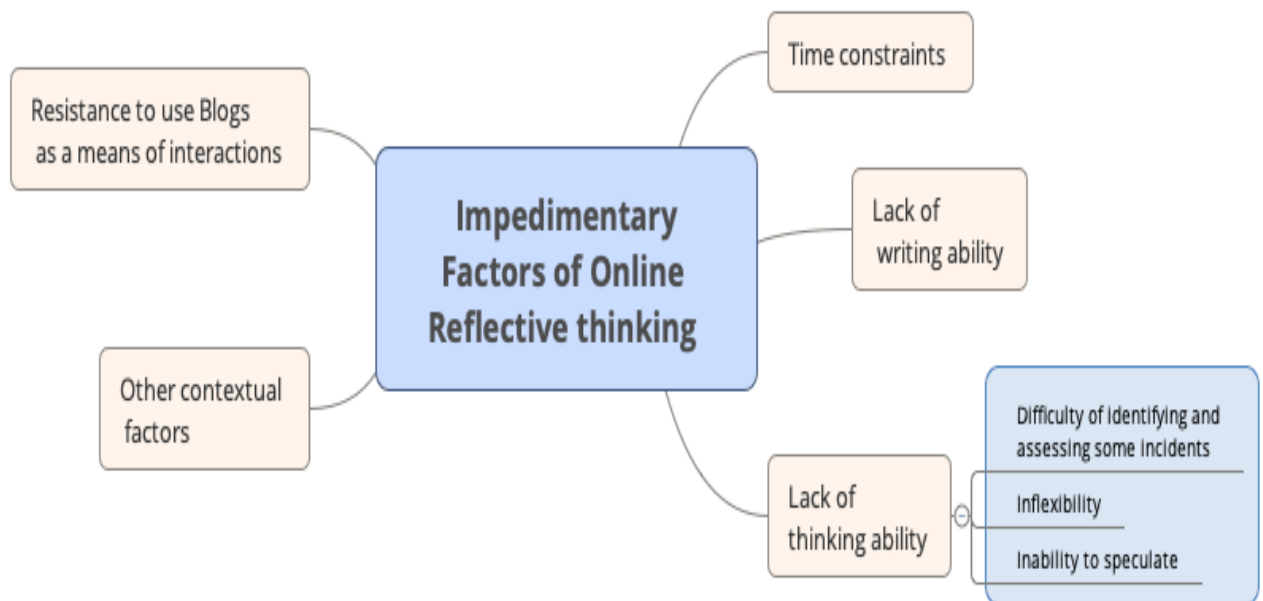 Impedimentary
Factors of Online
Reflective thinking
Time constraints
Lack of
writing ability
Lack of
thinking ability
Difficulty of identifying and
assessing some incidents
Inflexibility
Inability to speculate
Resistance to use Blogs
as a means of interactions
Other contextual
factors